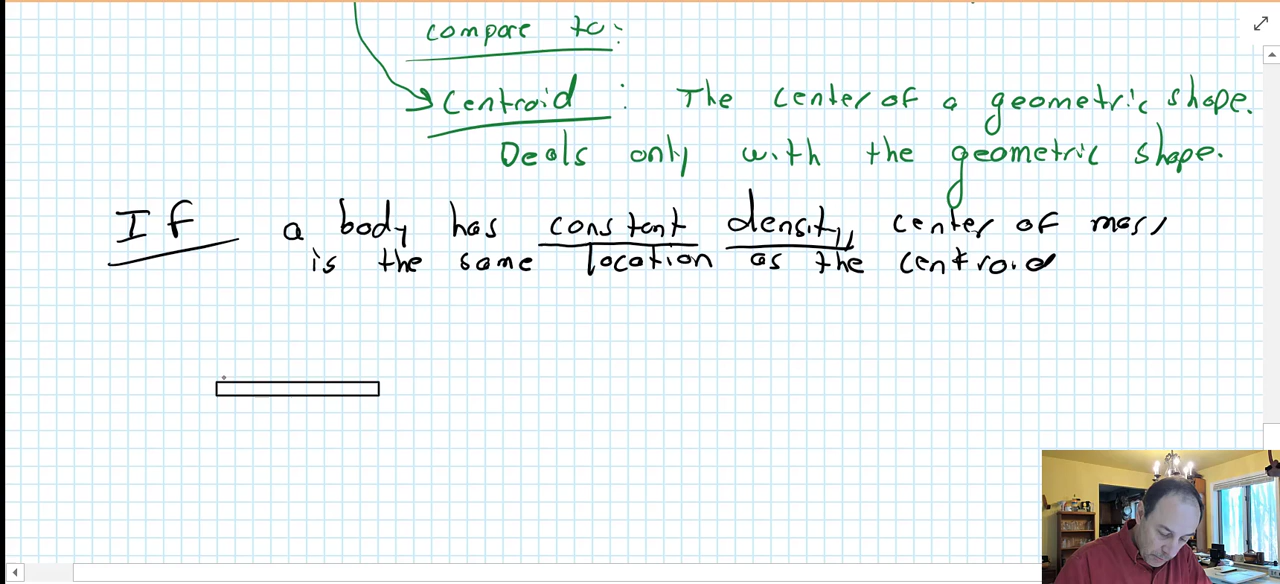 compare to:
Centroid : The center of a geometric shape.
Deals only with the geometric shape.
If a body has constant density, center of mass
is the same location as the centroid